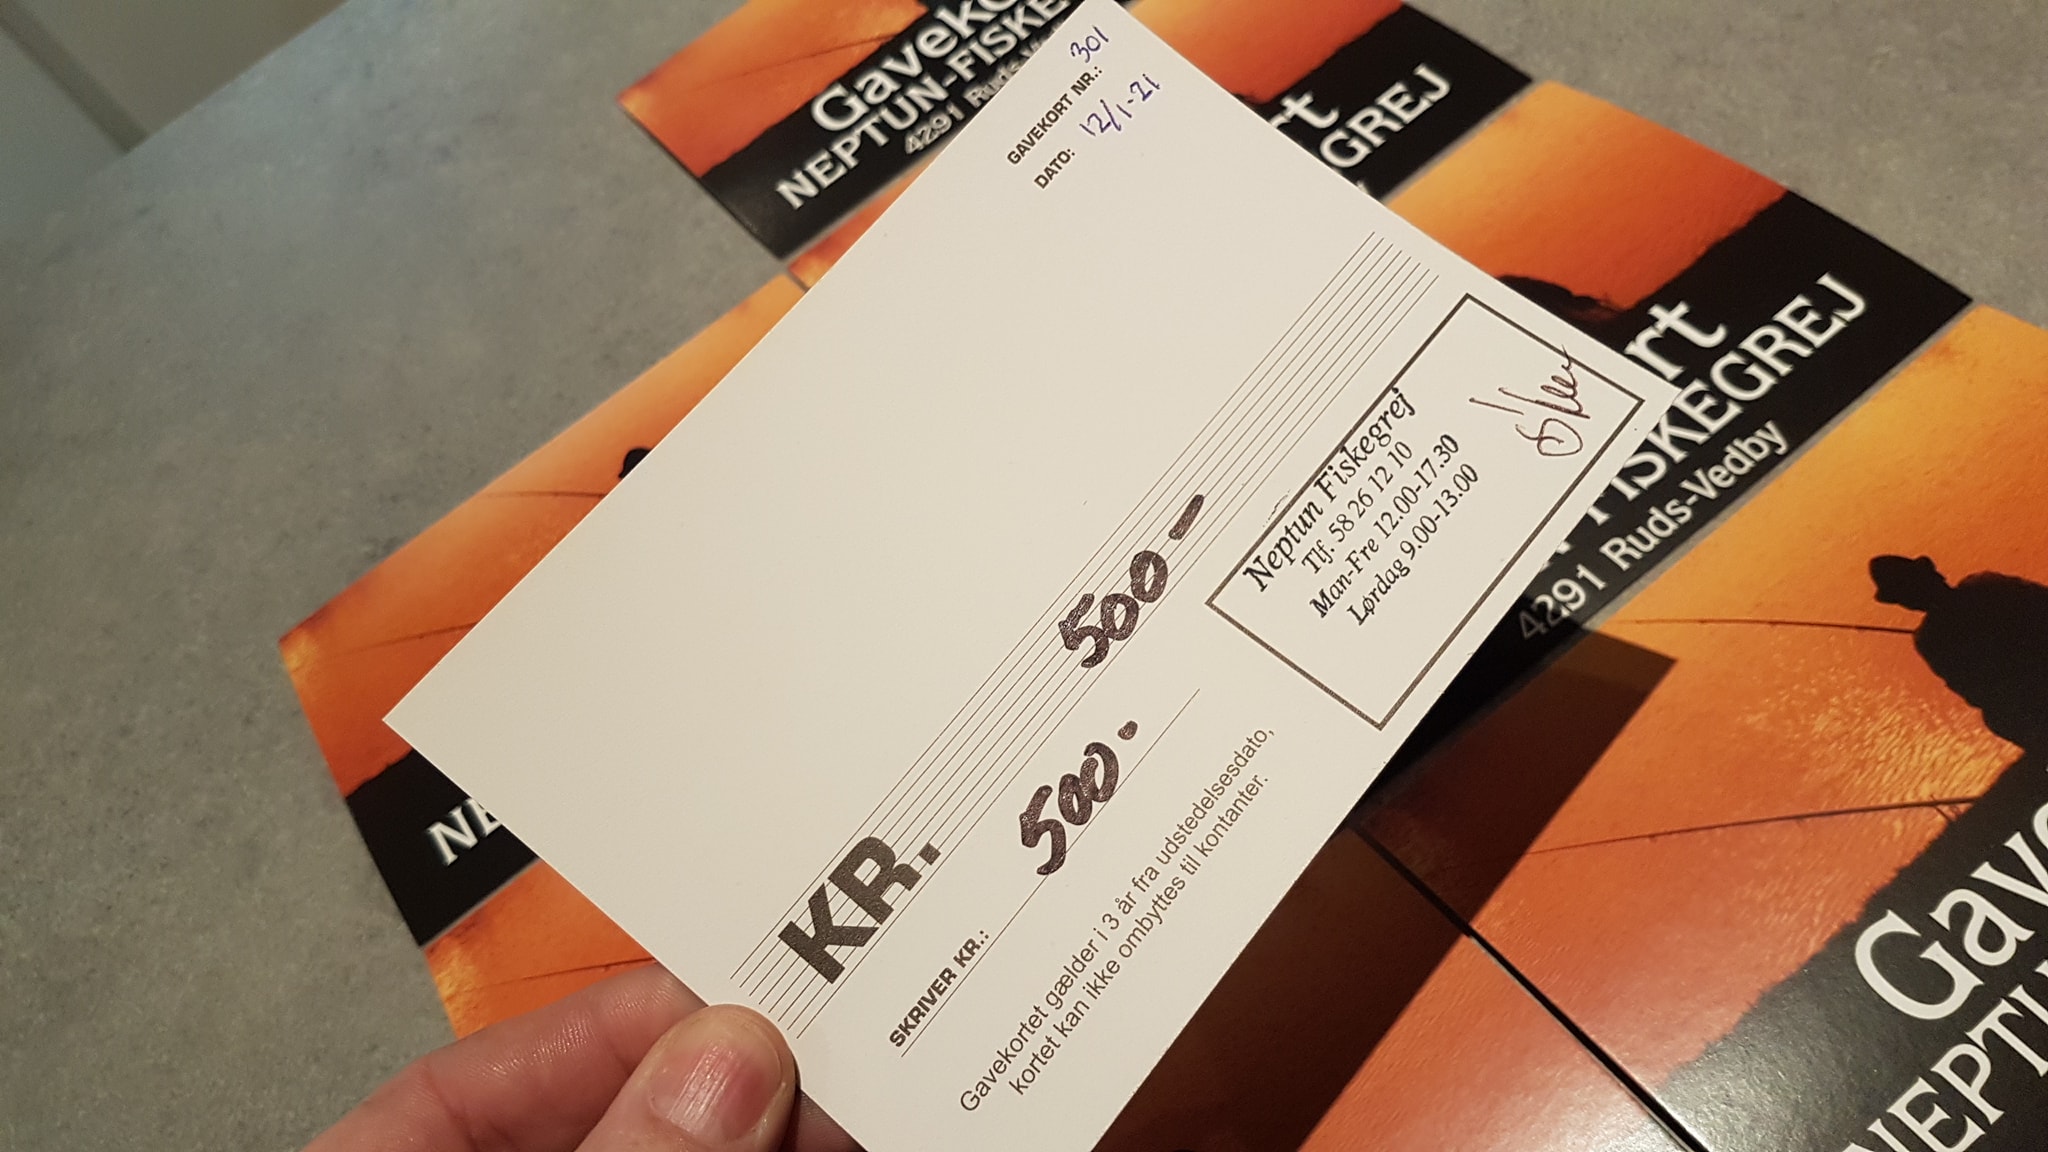 GAVEKORT NR.: 301
DATO: 12/1-21
KR. 500-
SKRIVER KR.: 500.
Gavekortet gælder i 3 år fra udstedelsesdato,
kortet kan ikke ombyttes til kontanter.
Neptun Fiskegrej
Tlf. 58 26 12 10
Man-Fre 12.00-17.30
Lørdag 9.00-13.00
Gaveko
NEPTUN-FISKE
4291 Ruds-Ve
rt
GREJ
rt
FISKEGREJ
4291 Ruds-Vedby
NE
Gave
NEPTU